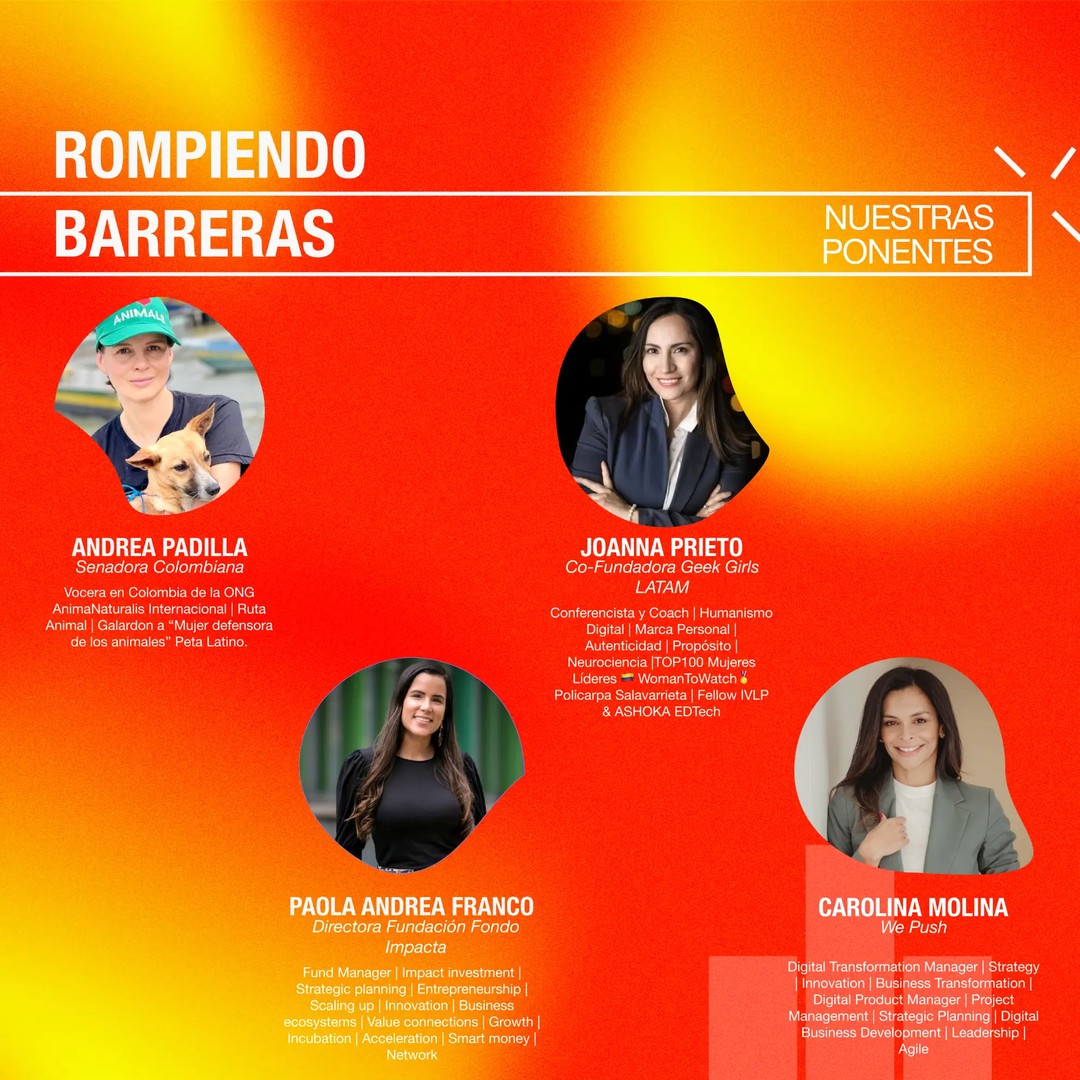 ROMPIENDO
BARRERAS
NUESTRAS
PONENTES
ANIMALS
ANDREA PADILLA
Senadora Colombiana
Vocera en Colombia de la ONG
AnimaNaturalis Internacional | Ruta
Animal | Galardon a “Mujer defensora
de los animales” Peta Latino.
JOANNA PRIETO
Co-Fundadora Geek Girls
LATAM
Conferencista y Coach | Humanismo
Digital | Marca Personal |
Autenticidad | Propósito |
Neurociencia |TOP100 Mujeres
Líderes 🇨🇴 WomanToWatch🏅
Policarpa Salavarrieta | Fellow IVLP
& ASHOKA EDTech
PAOLA ANDREA FRANCO
Directora Fundación Fondo
Impacta
Fund Manager | Impact investment |
Strategic planning | Entrepreneurship |
Scaling up | Innovation | Business
ecosystems | Value connections | Growth |
Incubation | Acceleration | Smart money |
Network
CAROLINA MOLINA
We Push
Digital Transformation Manager | Strategy
| Innovation | Business Transformation |
Digital Product Manager | Project
Management | Strategic Planning | Digital
Business Development | Leadership |
Agile